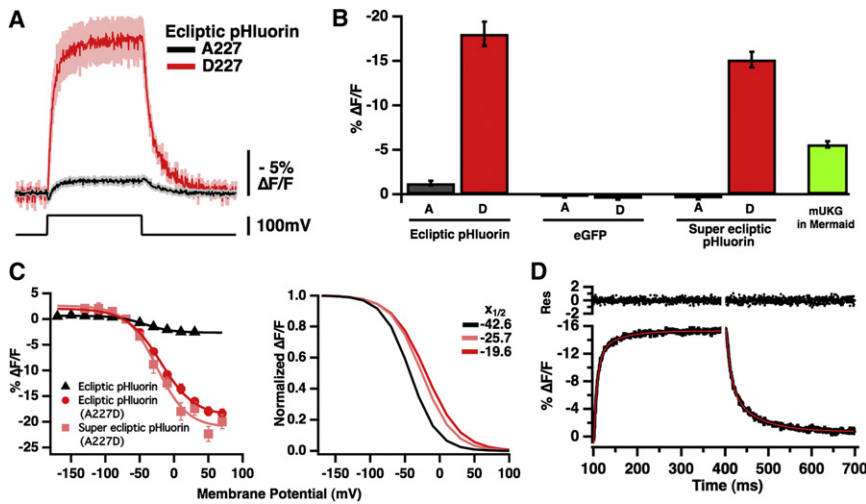 A
Ecliptic pHluorin
A227
D227
- 5%
ΔF/F
100mV
B
% ΔF/F
-20
-15
-10
-5
0
A
D
A
D
A
D
Ecliptic pHluorin
eGFP
Super ecliptic
pHluorin
mUKG
in Mermaid
C
% ΔF/F
5
0
-5
-10
-15
-20
-25
Ecliptic pHluorin
Ecliptic pHluorin
(A227D)
Super ecliptic pHluorin
(A227D)
-150 -100 -50 0 50 100
Normalized ΔF/F
1.0
0.8
0.6
0.4
0.2
0.0
x1/2
-42.6
-25.7
-19.6
-150 -100 -50 0 50 100
Membrane Potential (mV)
D
Res
2
0
-2
% ΔF/F
-16
-12
-8
-4
0
100 200 300 400 500 600 700
Time (ms)